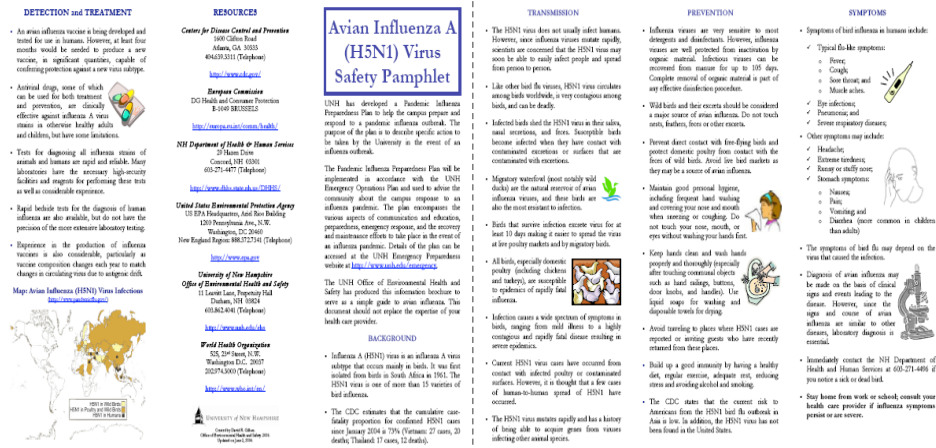 DETECTION and TREATMENT
• An avian influenza vaccine is being developed and
tested for use in humans. However, at least four
months would be needed to produce a new
vaccine, in significant quantities, capable of
conferring protection against a new virus subtype.
• Antiviral drugs, some of which
can be used for both treatment
and prevention, are clinically
effective against influenza A virus
strains in otherwise healthy adults
and children, but have some limitations.
• Tests for diagnosing all influenza strains of
animals and humans are rapid and reliable. Many
laboratories have the necessary high-security
facilities and reagents for performing these tests
as well as considerable experience.
• Rapid bedside tests for the diagnosis of human
influenza are also available, but do not have the
precision of the more extensive laboratory testing.
• Experience in the production of influenza
vaccines is also considerable, particularly as
vaccine composition changes each year to match
changes in circulating virus due to antigenic drift.
Map: Avian Influenza (H5N1) Virus Infections
H5N1 in Wild Birds
H5N1 in Poultry and Wild Birds
H5N1 in Humans
RESOURCES
Centers for Disease Control and Prevention
1600 Clifton Road
Atlanta, GA 30333
404.639.3311 (Telephone)
http://www.cdc.gov/
European Commission
DG Health and Consumer Protection
B-1049 BRUSSELS
http://europa.eu.int/comm/health/
NH Department of Health & Human Services
29 Hazen Drive
Concord, NH 03301
603-271-4477 (Telephone)
http://www.dhhs.state.nh.us/DHHS/
United States Environmental Protection Agency
US EPA Headquarters, Ariel Rios Building
1200 Pennsylvania Ave., N.W.
Washington, DC 20460
New England Region: 888.372.7341 (Telephone)
http://www.epa.gov
University of New Hampshire
Office of Environmental Health and Safety
11 Leavitt Lane, Perpetuity Hall
Durham, NH 03824
603.862.4041 (Telephone)
http://www.unh.edu/ehs
World Health Organization
525, 23rd Street, N.W.
Washington D.C. 20037
202.974.3000 (Telephone)
http://www.who.int/en/
UNIVERSITY of NEW HAMPSHIRE
Office of Environmental Health and Safety
Avian Influenza A
(H5N1) Virus
Safety Pamphlet
UNH has developed a Pandemic Influenza
Preparedness Plan to help the campus prepare and
respond to a pandemic influenza outbreak. The
purpose of the plan is to describe specific action to
be taken by the University in the event of an
influenza outbreak.
The Pandemic Influenza Preparedness Plan will be
implemented in accordance with the UNH
Emergency Operations Plan and used to advise the
community about the campus response to an
influenza pandemic. The plan encompasses the
various aspects of communication and education,
preparedness, emergency response, and the recovery
and maintenance efforts to take place in the event of
an influenza pandemic. Details of the plan can be
accessed at the UNH Emergency Preparedness
website at http://www.unh.edu/emergency.
The UNH Office of Environmental Health and
Safety has produced this information brochure to
serve as a simple guide to avian influenza. This
document should not replace the expertise of your
health care provider.
BACKGROUND
• Influenza A (H5N1) virus is an influenza A virus
subtype that occurs mainly in birds. It was first
isolated from birds in South Africa in 1961. The
H5N1 virus is one of more than 15 varieties of
bird influenza.
• The CDC estimates that the cumulative case-
fatality proportion for confirmed H5N1 cases
since January 2004 is 73% (Vietnam: 27 cases, 20
deaths; Thailand: 17 cases, 12 deaths).
TRANSMISSION
• The H5N1 virus does not usually infect humans.
However, since influenza viruses mutate rapidly,
scientists are concerned that the H5N1 virus may
soon be able to easily infect people and spread
from person to person.
• Like other bird flu viruses, H5N1 virus circulates
among birds worldwide, is very contagious among
birds, and can be deadly.
• Infected birds shed the H5N1 virus in their saliva,
nasal secretions, and feces. Susceptible birds
become infected when they have contact with
contaminated excretions or surfaces that are
contaminated with excretions.
• Migratory waterfowl (most notably wild
ducks) are the natural reservoir of avian
influenza viruses, and these birds are
also the most resistant to infection.
• Birds that survive infection excrete virus for at
least 10 days making it easier to spread the virus
at live poultry markets and by migratory birds.
• All birds, especially domestic
poultry (including chickens
and turkeys), are susceptible
to epidemics of rapidly fatal
influenza.
• Infection causes a wide spectrum of symptoms in
birds, ranging from mild illness to a highly
contagious and rapidly fatal disease resulting in
severe epidemics.
• Current H5N1 virus cases have occurred from
contact with infected poultry or contaminated
surfaces. However, it is thought that a few cases
of human-to-human spread of H5N1 have
occurred.
• The H5N1 virus mutates rapidly and has a history
of being able to acquire genes from viruses
infecting other animal species.
PREVENTION
• Influenza viruses are very sensitive to most
detergents and disinfectants. However, influenza
viruses are well protected from inactivation by
organic material. Infectious viruses can be
recovered from manure for up to 105 days.
Complete removal of organic material is part of
any effective disinfection procedure.
• Wild birds and their excreta should be considered
a major source of avian influenza. Do not touch
nests, feathers, feces or other excreta.
• Prevent direct contact with free-flying birds and
protect domestic poultry from contact with the
feces of wild birds. Avoid live bird markets as
they may be a source of avian influenza.
• Maintain good personal hygiene,
including frequent hand washing
and covering your nose and mouth
when sneezing or coughing. Do
not touch your nose, mouth, or
eyes without washing your hands first.
• Keep hands clean and wash hands
properly and thoroughly (especially
after touching communal objects
such as hand railings, buttons,
door knobs, and handles). Use
liquid soaps for washing and
disposable towels for drying.
• Avoid traveling to places where H5N1 cases are
reported or inviting guests who have recently
returned from these places.
• Build up a good immunity by having a healthy
diet, regular exercise, adequate rest, reducing
stress and avoiding alcohol and smoking.
• The CDC states that the current risk to
Americans from the H5N1 bird flu outbreak in
Asia is low. In addition, the H5N1 virus has not
been found in the United States.
SYMPTOMS
• Symptoms of bird influenza in humans include:
✓ Typical flu-like symptoms:
o Fever;
o Cough;
o Sore throat; and
o Muscle aches.
✓ Eye infections;
✓ Pneumonia; and
✓ Severe respiratory diseases;
• Other symptoms may include:
✓ Headache;
✓ Extreme tiredness;
✓ Runny or stuffy nose;
✓ Stomach symptoms:
o Nausea;
o Pain;
o Vomiting; and
o Diarrhea (more common in children
than adults)
• The symptoms of bird flu may depend on the
virus that caused the infection.
• Diagnosis of avian influenza may
be made on the basis of clinical
signs and events leading to the
disease. However, since the
signs and course of avian
influenza are similar to other
diseases, laboratory diagnosis is
essential.
• Immediately contact the NH Department of
Health and Human Services at 603-271-4496 if
you notice a sick or dead bird.
• Stay home from work or school; consult your
health care provider if influenza symptoms
persist or are severe.